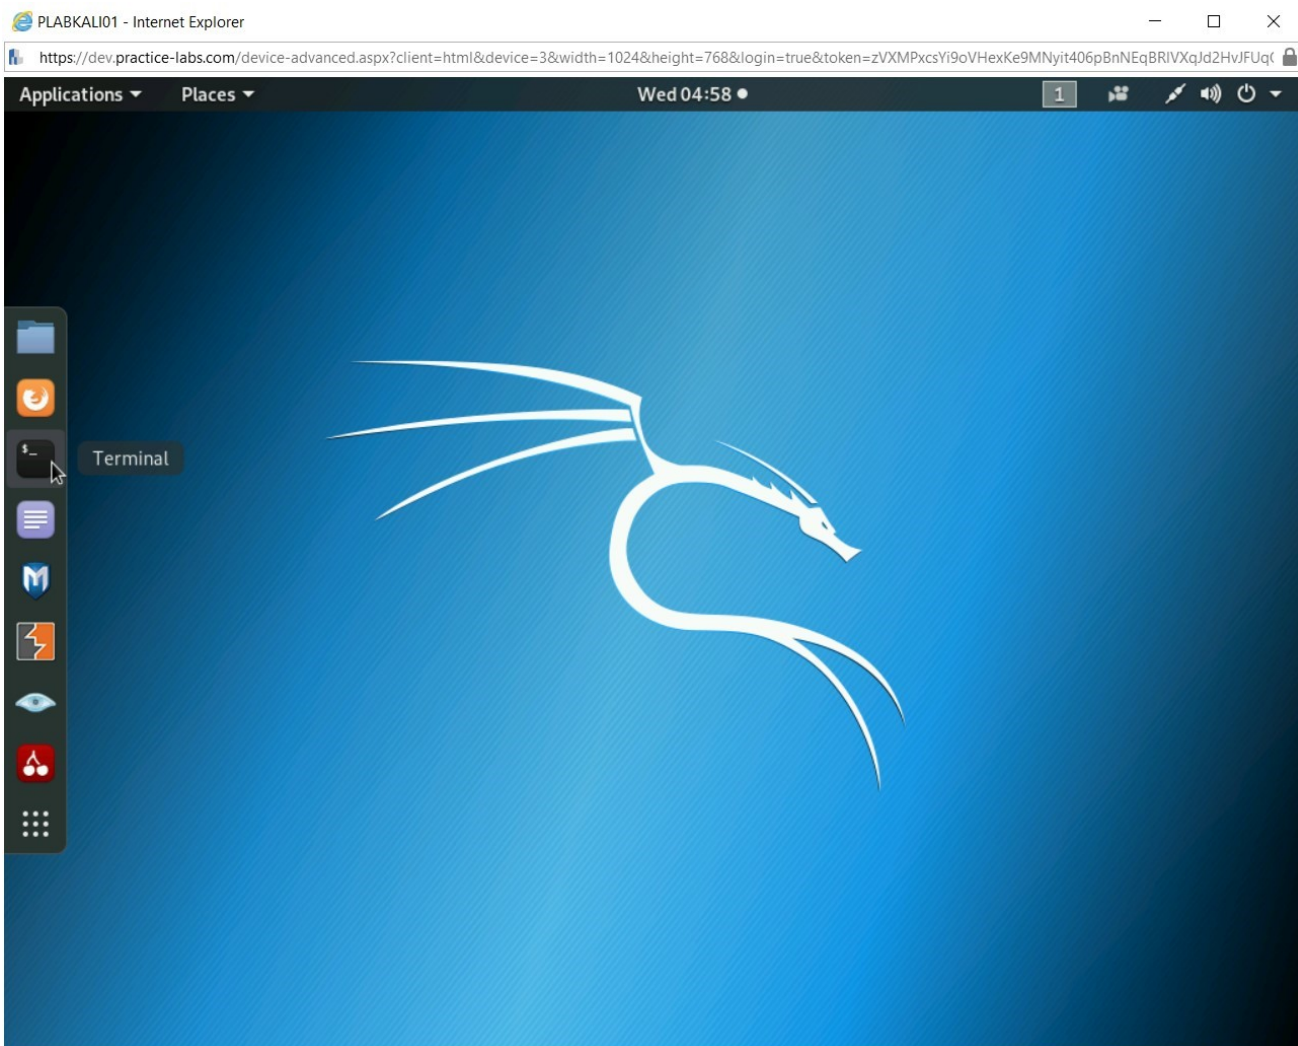 PLABKALI01 - Internet Explorer
https://dev.practice-labs.com/device-advanced.aspx?client=html&device=3&width=1024&height=768&login=true&token=zVXMPxcsYi9oVHexKe9MNyit406pBnNEqBRIVXqJd2HvJFUq(
Applications Places Wed 04:58 1
$_
Terminal